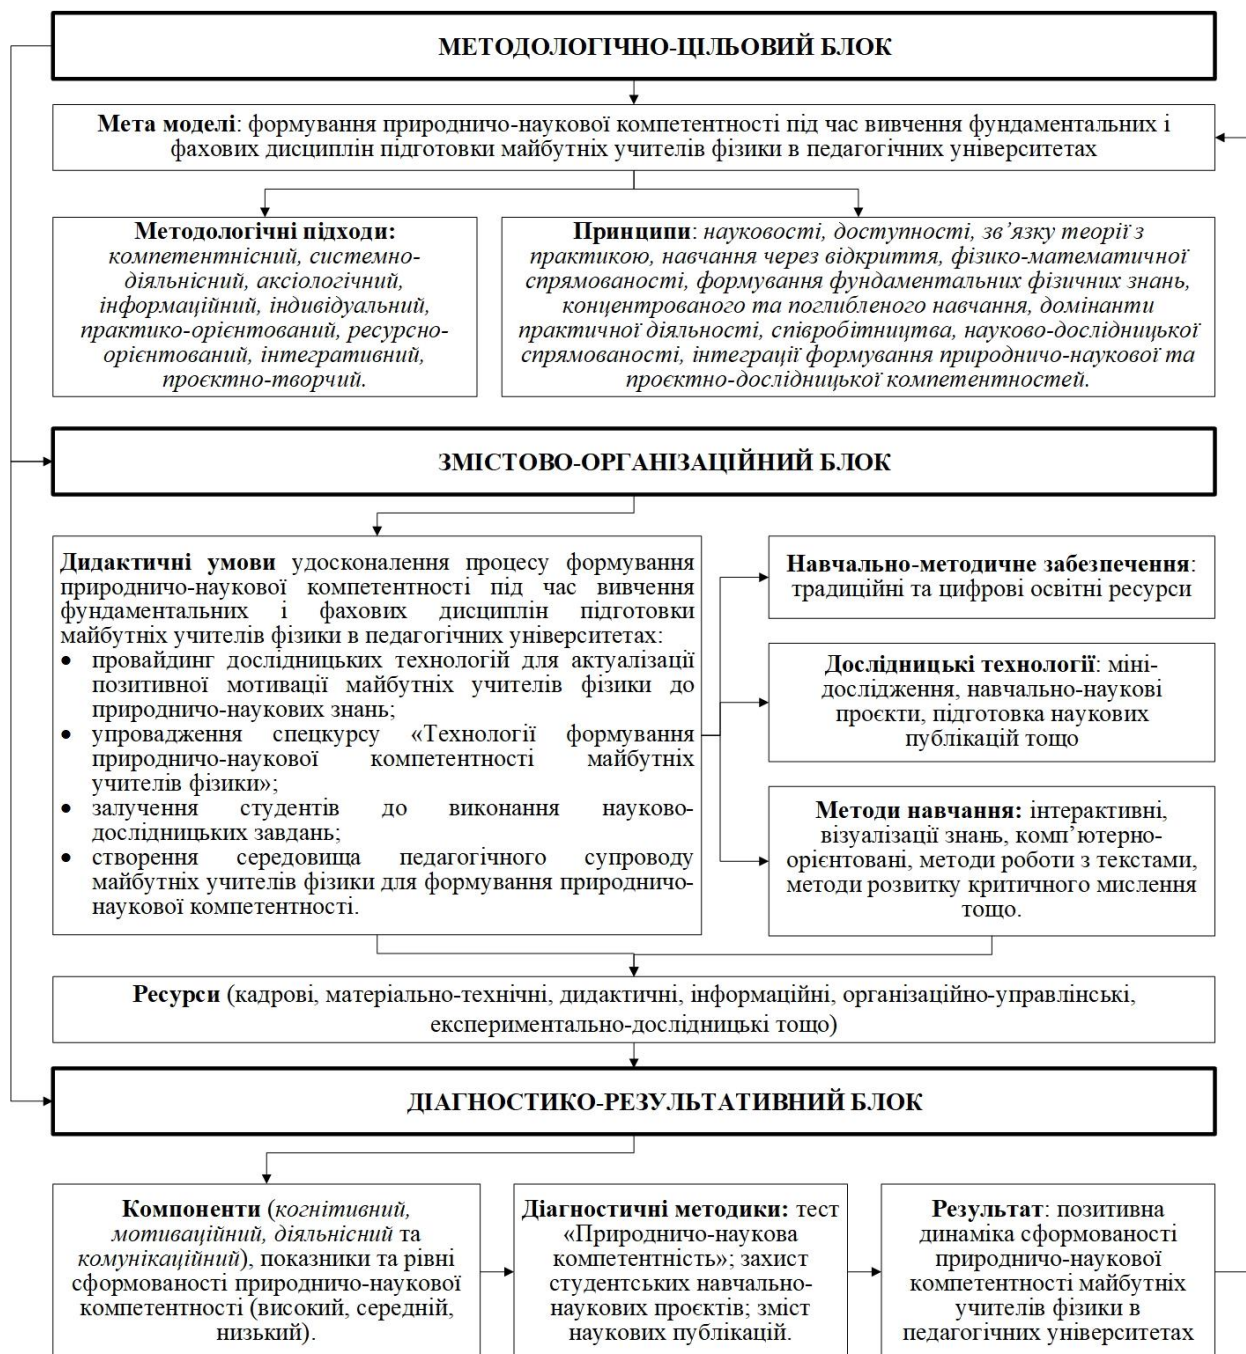 МЕТОДОЛОГІЧНО-ЦІЛЬОВИЙ БЛОК
Мета моделі: формування природничо-наукової компетентності під час вивчення фундаментальних і
фахових дисциплін підготовки майбутніх учителів фізики в педагогічних університетах
Методологічні підходи:
компетентнісний, системно-
діяльнісний, аксіологічний,
інформаційний, індивідуальний,
практико-орієнтований, ресурсно-
орієнтований, інтегративний,
проєктно-творчий.
Принципи: науковості, доступності, зв’язку теорії з
практикою, навчання через відкриття, фізико-математичної
спрямованості, формування фундаментальних фізичних знань,
концентрованого та поглибленого навчання, домінанти
практичної діяльності, співробітництва, науково-дослідницької
спрямованості, інтеграції формування природничо-наукової та
проєктно-дослідницької компетентностей.
ЗМІСТОВО-ОРГАНІЗАЦІЙНИЙ БЛОК
Дидактичні умови удосконалення процесу формування
природничо-наукової компетентності під час вивчення
фундаментальних і фахових дисциплін підготовки
майбутніх учителів фізики в педагогічних університетах:
• провайдинг дослідницьких технологій для актуалізації
позитивної мотивації майбутніх учителів фізики до
природничо-наукових знань;
• упровадження спецкурсу «Технології формування
природничо-наукової компетентності майбутніх
учителів фізики»;
• залучення студентів до виконання науково-
дослідницьких завдань;
• створення середовища педагогічного супроводу
майбутніх учителів фізики для формування природничо-
наукової компетентності.
Навчально-методичне забезпечення:
традиційні та цифрові освітні ресурси
Дослідницькі технології: міні-
дослідження, навчально-наукові
проєкти, підготовка наукових
публікацій тощо
Методи навчання: інтерактивні,
візуалізації знань, комп’ютерно-
орієнтовані, методи роботи з текстами,
методи розвитку критичного мислення
тощо.
Ресурси (кадрові, матеріально-технічні, дидактичні, інформаційні, організаційно-управлінські,
експериментально-дослідницькі тощо)
ДІАГНОСТИКО-РЕЗУЛЬТАТИВНИЙ БЛОК
Компоненти (когнітивний,
мотиваційний, діяльнісний та
комунікаційний), показники та рівні
сформованості природничо-наукової
компетентності (високий, середній,
низький).
Діагностичні методики: тест
«Природничо-наукова
компетентність»; захист
студентських навчально-
наукових проєктів; зміст
наукових публікацій.
Результат: позитивна
динаміка сформованості
природничо-наукової
компетентності майбутніх
учителів фізики в
педагогічних університетах